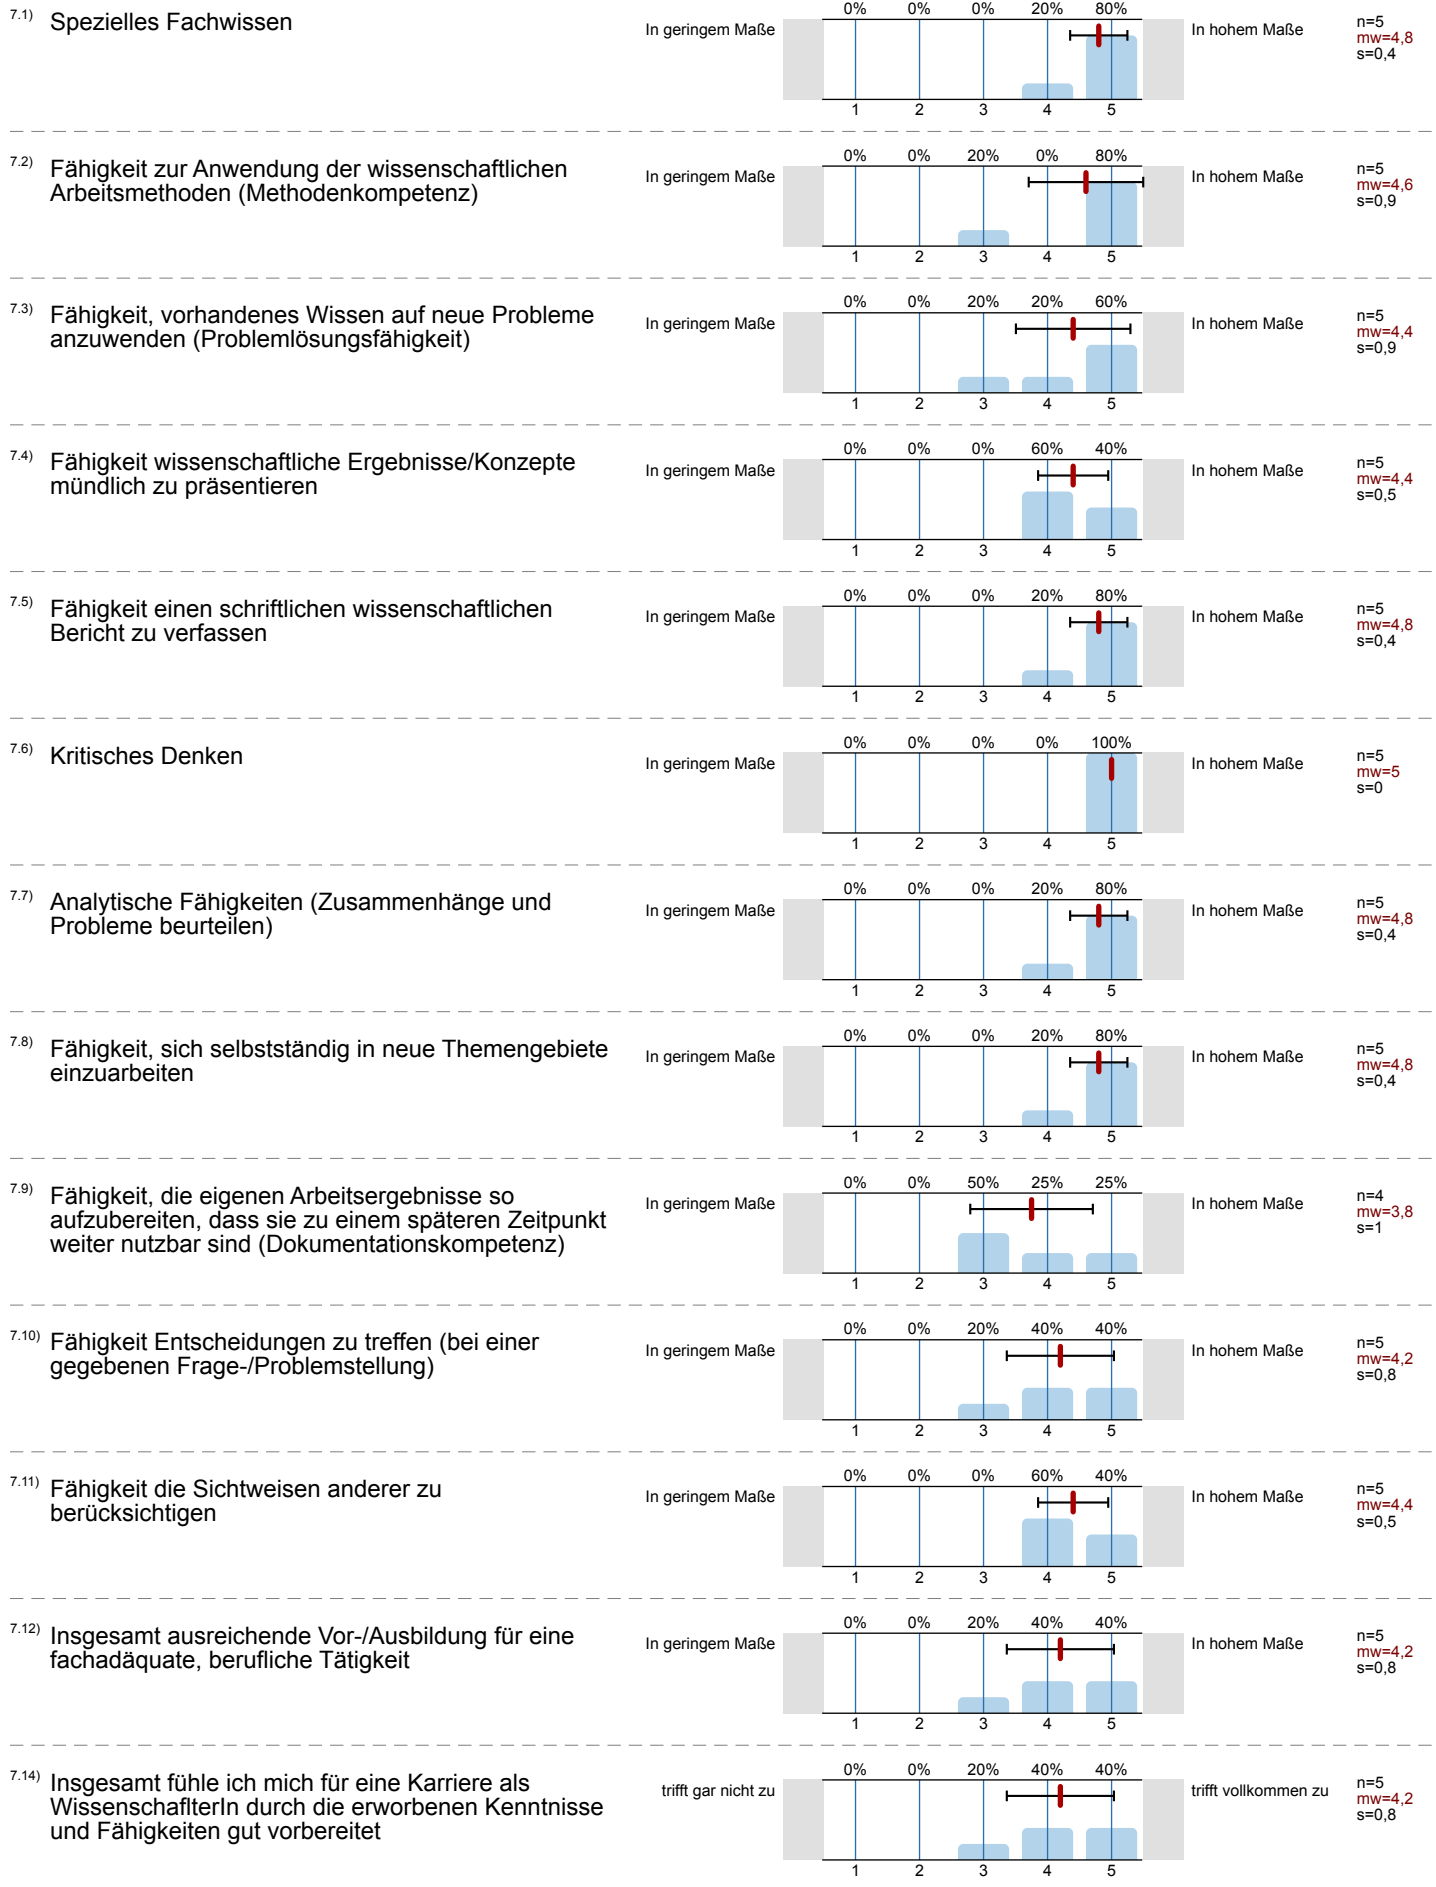 7.1) Spezielles Fachwissen
In geringem Maße
0% 0% 0% 20% 80%
1 2 3 4 5
In hohem Maße
n=5
mw=4,8
s=0,4
7.2) Fähigkeit zur Anwendung der wissenschaftlichen
Arbeitsmethoden (Methodenkompetenz)
In geringem Maße
0% 0% 20% 0% 80%
1 2 3 4 5
In hohem Maße
n=5
mw=4,6
s=0,9
7.3) Fähigkeit, vorhandenes Wissen auf neue Probleme
anzuwenden (Problemlösungsfähigkeit)
In geringem Maße
0% 0% 20% 20% 60%
1 2 3 4 5
In hohem Maße
n=5
mw=4,4
s=0,9
7.4) Fähigkeit wissenschaftliche Ergebnisse/Konzepte
mündlich zu präsentieren
In geringem Maße
0% 0% 0% 60% 40%
1 2 3 4 5
In hohem Maße
n=5
mw=4,4
s=0,5
7.5) Fähigkeit einen schriftlichen wissenschaftlichen
Bericht zu verfassen
In geringem Maße
0% 0% 0% 20% 80%
1 2 3 4 5
In hohem Maße
n=5
mw=4,8
s=0,4
7.6) Kritisches Denken
In geringem Maße
0% 0% 0% 0% 100%
1 2 3 4 5
In hohem Maße
n=5
mw=5
s=0
7.7) Analytische Fähigkeiten (Zusammenhänge und
Probleme beurteilen)
In geringem Maße
0% 0% 0% 20% 80%
1 2 3 4 5
In hohem Maße
n=5
mw=4,8
s=0,4
7.8) Fähigkeit, sich selbstständig in neue Themengebiete
einzuarbeiten
In geringem Maße
0% 0% 0% 20% 80%
1 2 3 4 5
In hohem Maße
n=5
mw=4,8
s=0,4
7.9) Fähigkeit, die eigenen Arbeitsergebnisse so
aufzubereiten, dass sie zu einem späteren Zeitpunkt
weiter nutzbar sind (Dokumentationskompetenz)
In geringem Maße
0% 0% 50% 25% 25%
1 2 3 4 5
In hohem Maße
n=4
mw=3,8
s=1
7.10) Fähigkeit Entscheidungen zu treffen (bei einer
gegebenen Frage-/Problemstellung)
In geringem Maße
0% 0% 20% 40% 40%
1 2 3 4 5
In hohem Maße
n=5
mw=4,2
s=0,8
7.11) Fähigkeit die Sichtweisen anderer zu
berücksichtigen
In geringem Maße
0% 0% 0% 60% 40%
1 2 3 4 5
In hohem Maße
n=5
mw=4,4
s=0,5
7.12) Insgesamt ausreichende Vor-/Ausbildung für eine
fachadäquate, berufliche Tätigkeit
In geringem Maße
0% 0% 20% 40% 40%
1 2 3 4 5
In hohem Maße
n=5
mw=4,2
s=0,8
7.14) Insgesamt fühle ich mich für eine Karriere als
WissenschaflterIn durch die erworbenen Kenntnisse
und Fähigkeiten gut vorbereitet
trifft gar nicht zu
0% 0% 20% 40% 40%
1 2 3 4 5
trifft vollkommen zu
n=5
mw=4,2
s=0,8